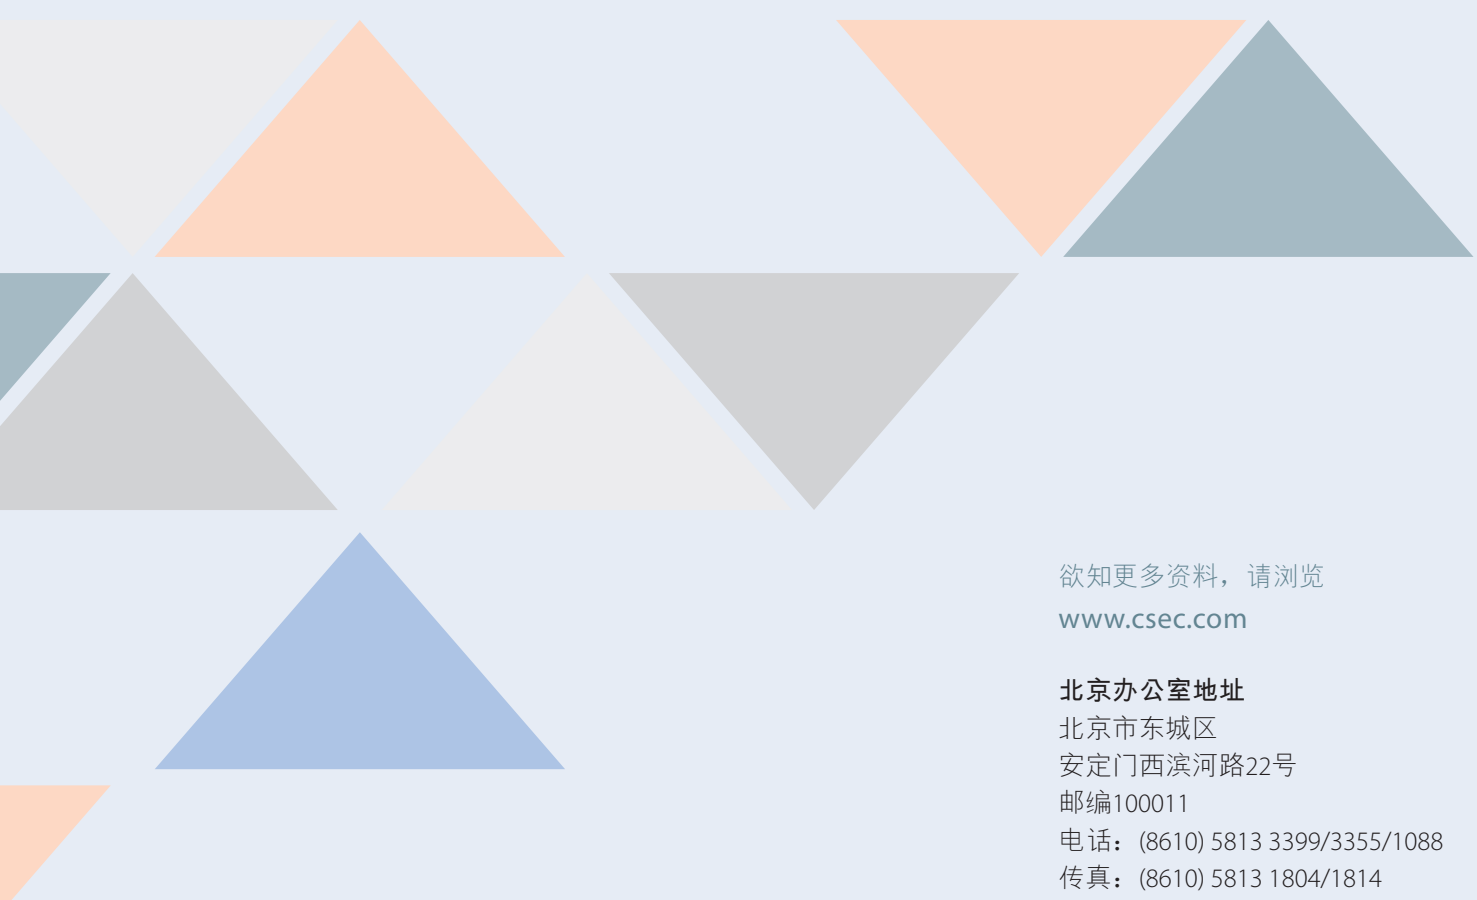 欲知更多资料，请浏览
www.csec.com
北京办公室地址
北京市东城区
安定门西滨河路22号
邮编100011
电话：(8610) 5813 3399/3355/1088
传真：(8610) 5813 1804/1814